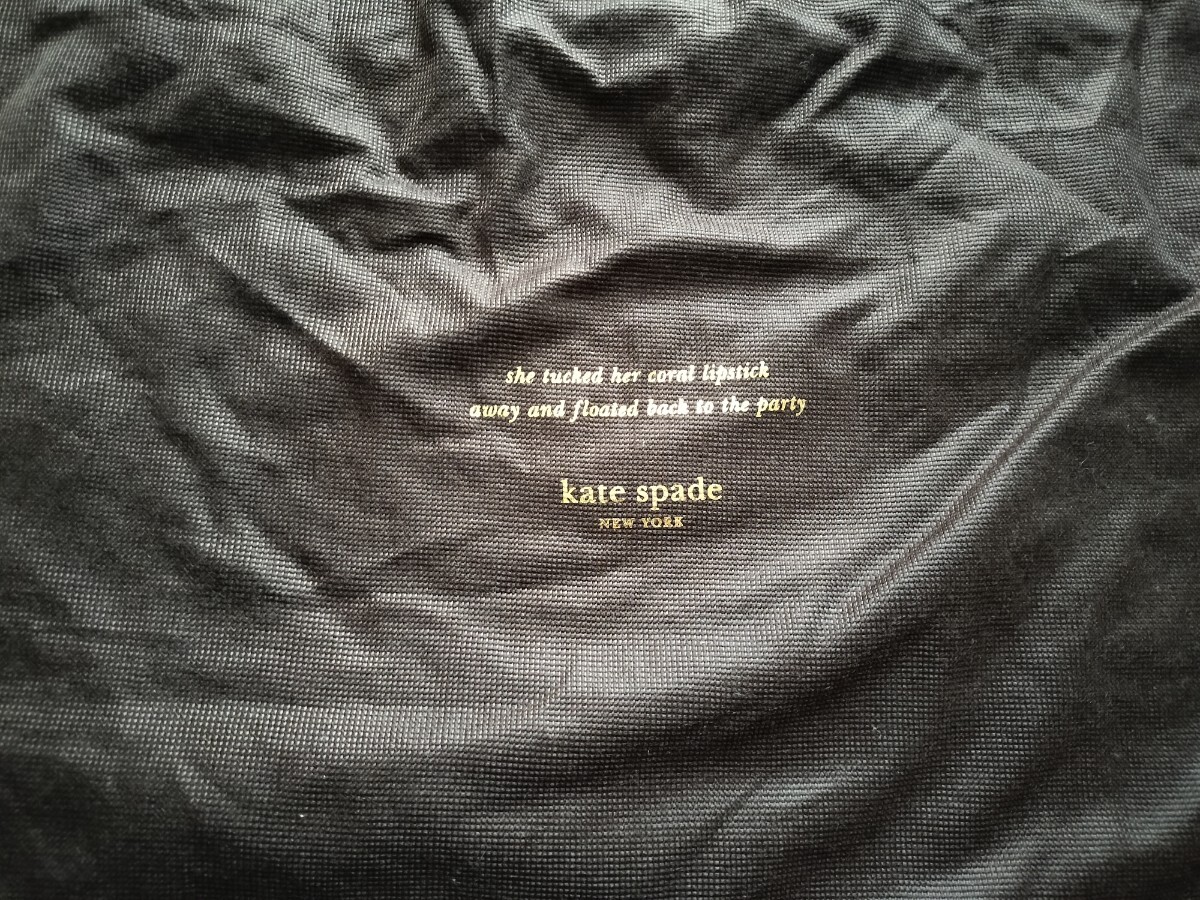 she tucked her coral lipstick
away and floated back to the party
kate spade
NEW YORK